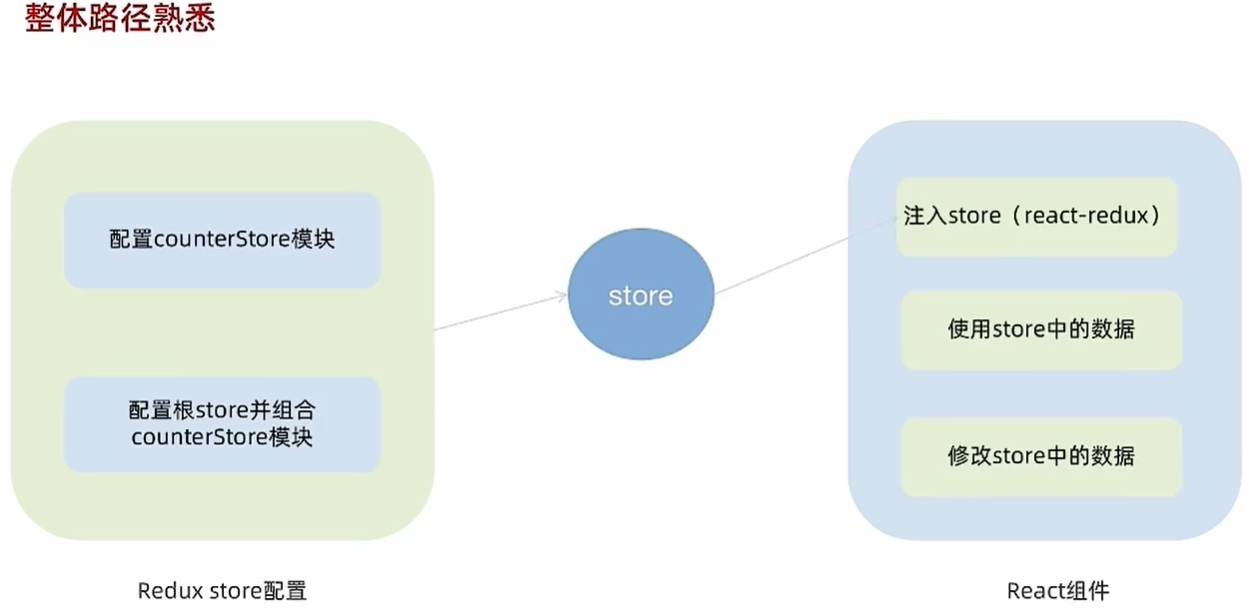 整体路径熟悉
配置counterStore模块
配置根store并组合
counterStore模块
Redux store配置
store
注入store（react-redux）
使用store中的数据
修改store中的数据
React组件